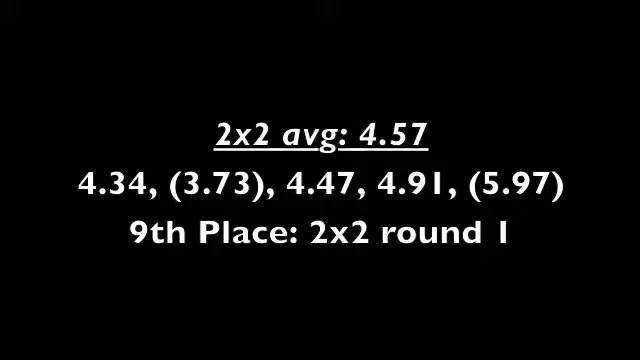 2x2 avg: 4.57
4.34, (3.73), 4.47, 4.91, (5.97)
9th Place: 2x2 round 1